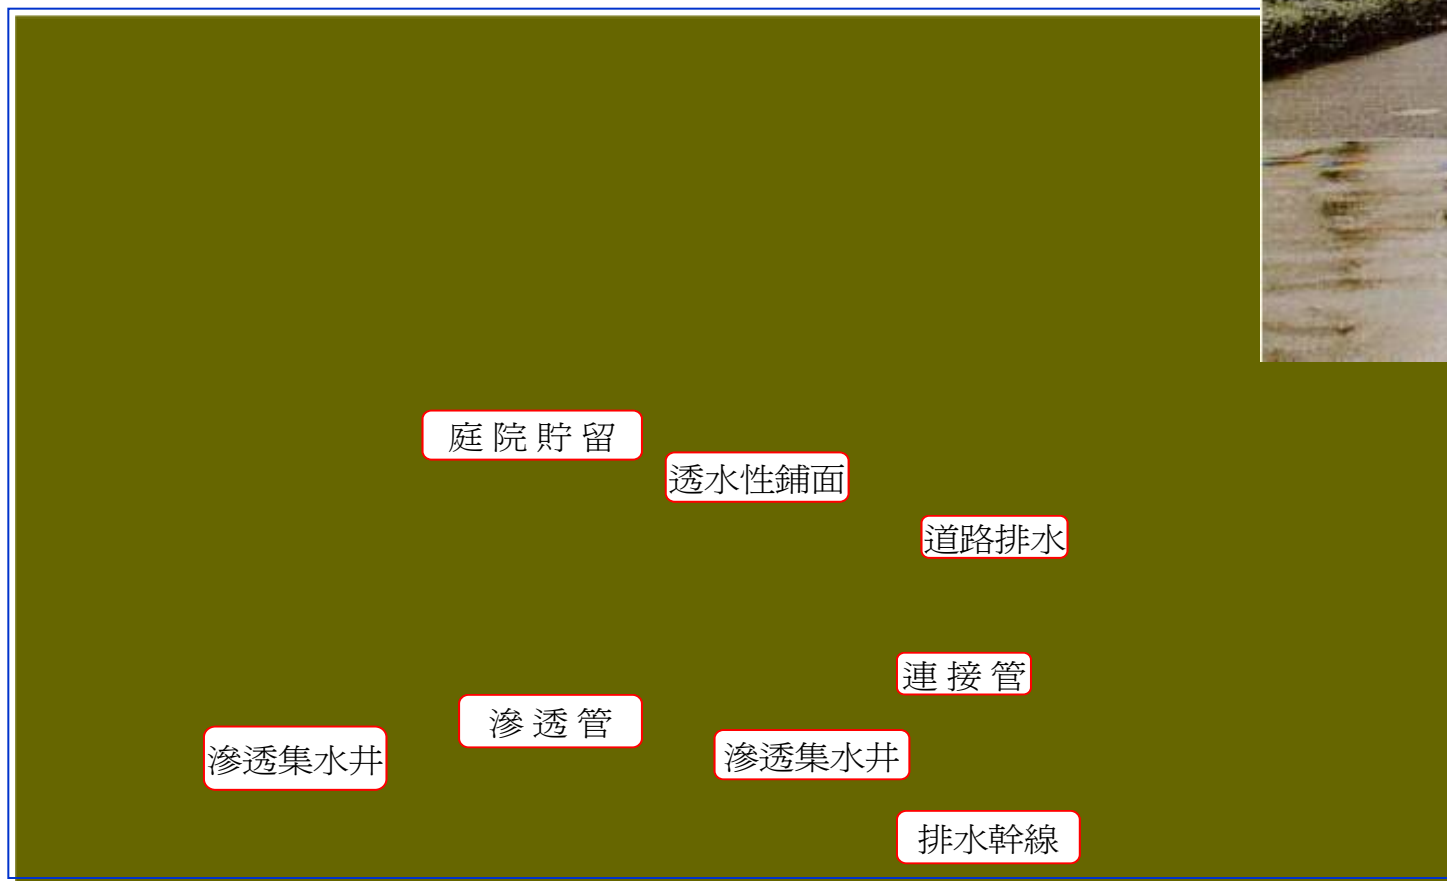 庭院貯留
透水性鋪面
道路排水
連接管
滲透管
滲透集水井
滲透集水井
排水幹線